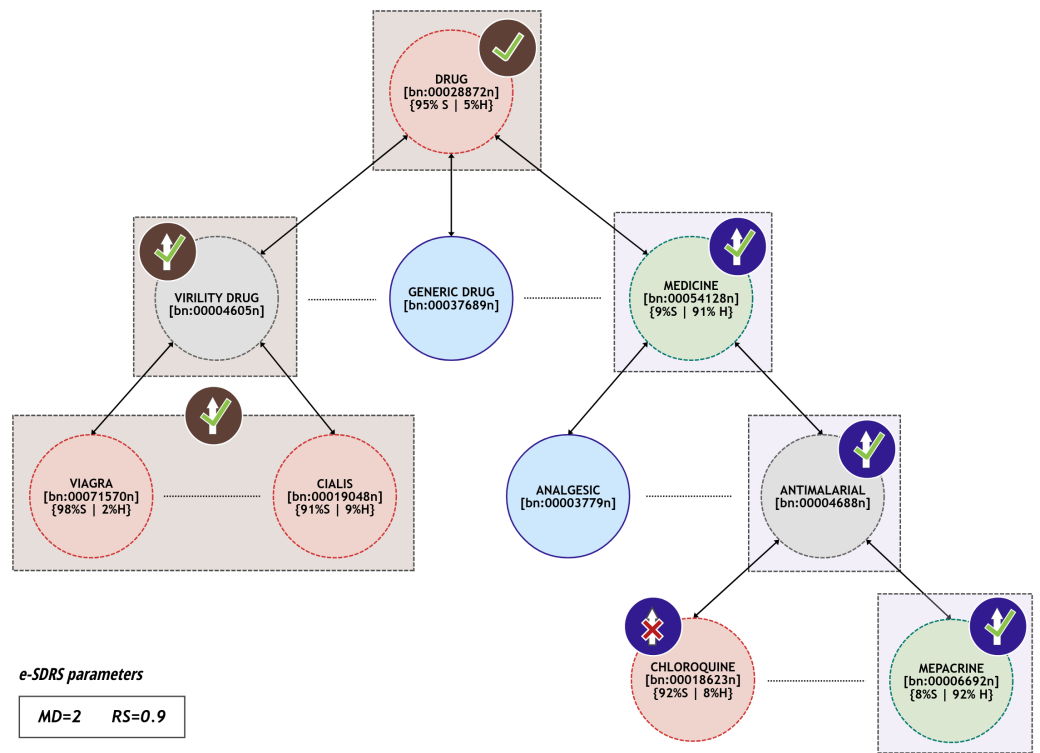 DRUG
[bn:00028872n]
{95% S | 5%H}
VIRILITY DRUG
[bn:00004605n]
GENERIC DRUG
[bn:00037689n]
MEDICINE
[bn:00054128n]
{9%S | 91% H}
VIAGRA
[bn:00071570n]
{98%S | 2%H}
CIALIS
[bn:00019048n]
{91%S | 9%H}
ANALGESIC
[bn:00003779n]
ANTIMALARIAL
[bn:00004688n]
CHLOROQUINE
[bn:00018623n]
{92%S | 8%H}
MEPACRINE
[bn:00006692n]
{8%S | 92% H}
e-SDRS parameters
MD=2 RS=0.9